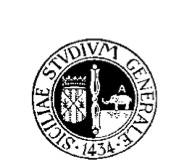 SICILIAE STVDIVM GENERALE
A
·1434·